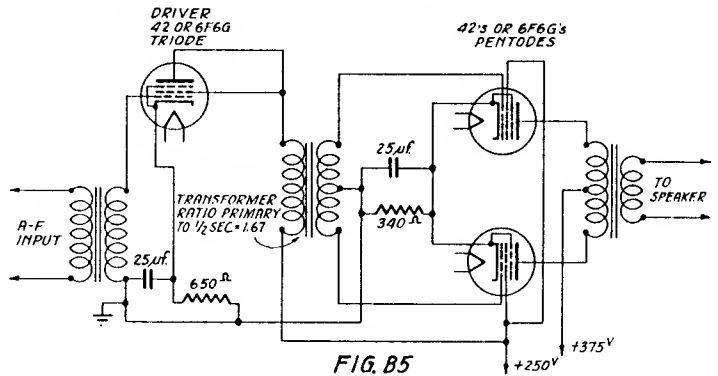 DRIVER
42 OR 6F6G
TRIODE
42's OR 6F6G's
PENTODES
A-F
INPUT
25µf.
650 Ω
TRANSFORMER
RATIO PRIMARY
TO 1/2 SEC = 1.67
25µf.
340 Ω
TO
SPEAKER
+375V
+250V
FIG. B5